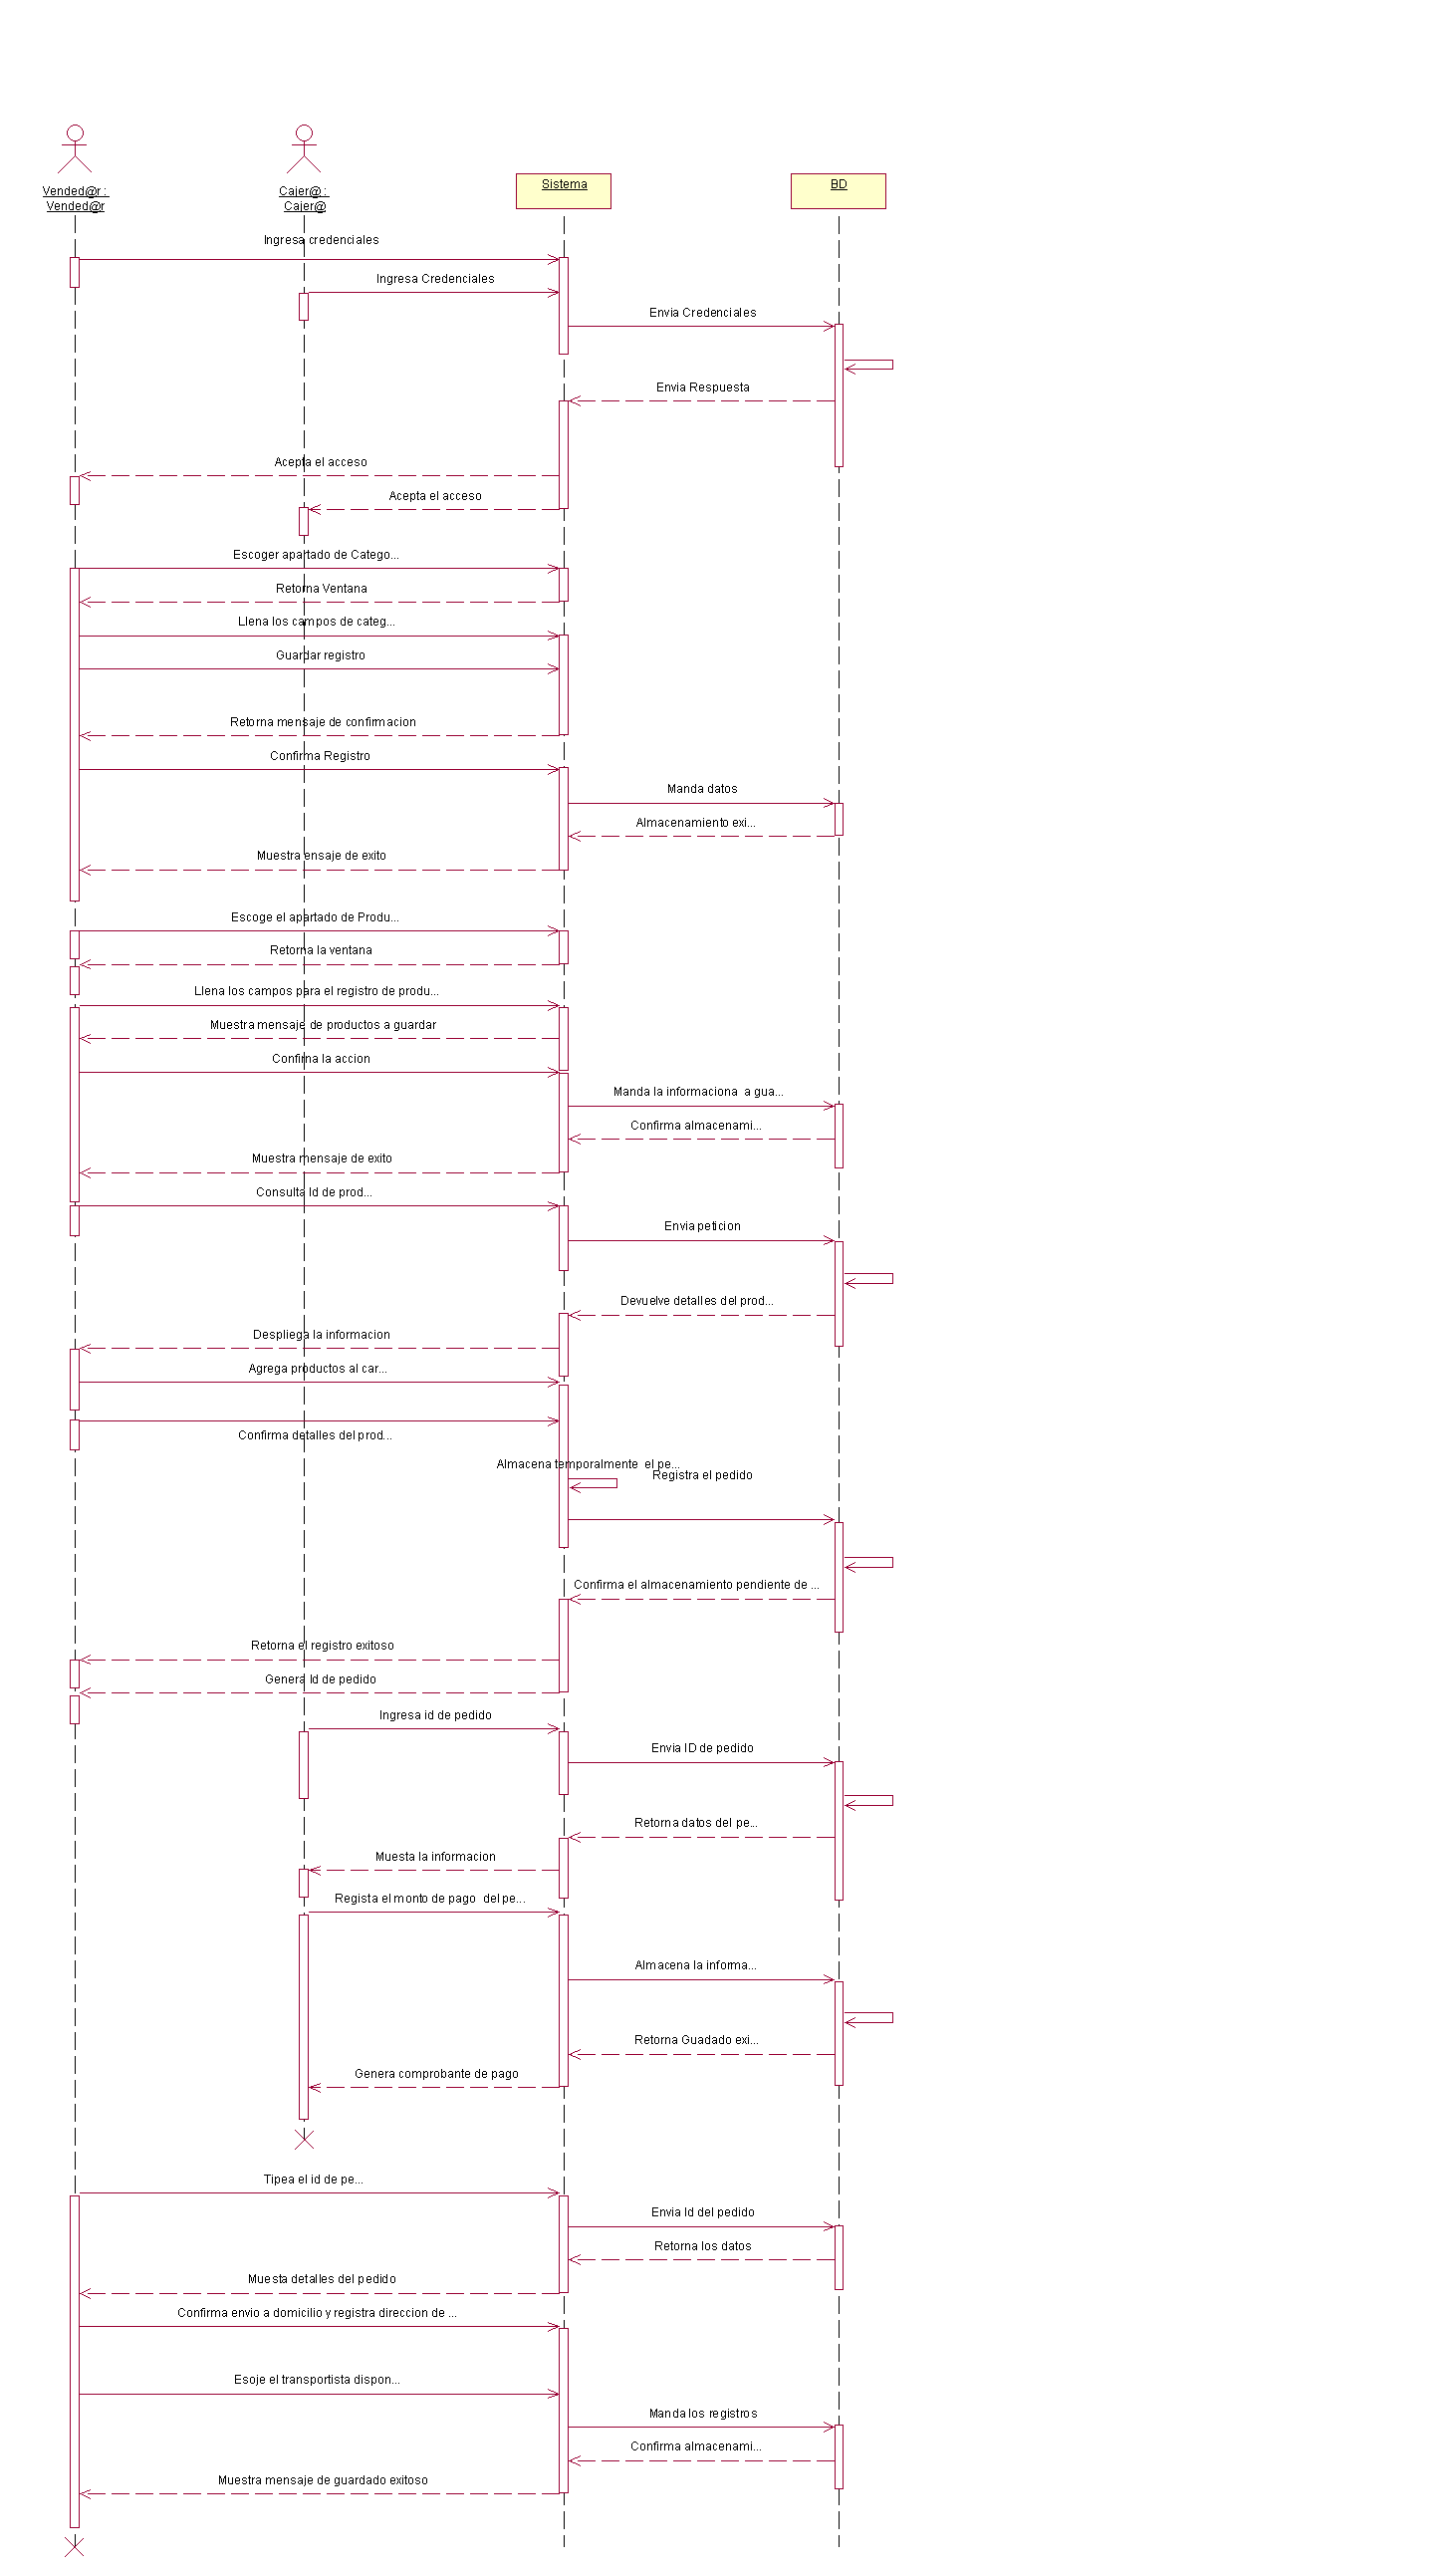 Vended@r :
Vended@r
Cajer@ :
Cajer@
Sistema
BD
Ingresa credenciales
Ingresa Credenciales
Envia Credenciales
Envia Respuesta
Acepta el acceso
Acepta el acceso
Escoger apartado de Catego...
Retorna Ventana
Llena los campos de categ...
Guardar registro
Retorna mensaje de confirmacion
Confirma Registro
Manda datos
Almacenamiento exi...
Muestra ensaje de exito
Escoge el apartado de Produ...
Retorna la ventana
Llena los campos para el registro de produ...
Muestra mensaje de productos a guardar
Confirna la accion
Manda la informaciona  a gua...
Confirma almacenami...
Muestra mensaje de exito
Consulta Id de prod...
Envia peticion
Devuelve detalles del prod...
Despliega la informacion
Agrega productos al car...
Confirma detalles del prod...
Almacena temporalmente  el pe...
Registra el pedido
Confirma el almacenamiento pendiente de ...
Retorna el registro exitoso
Genera Id de pedido
Ingresa id de pedido
Envia ID de pedido
Retorna datos del pe...
Muesta la informacion
Regista el monto de pago  del pe...
Almacena la informa...
Retorna Guadado exi...
Genera comprobante de pago
Tipea el id de pe...
Envia Id del pedido
Retorna los datos
Muesta detalles del pedido
Confirma envio a domicilio y registra direccion de ...
Esoje el transportista dispon...
Manda los registros
Confirma almacenami...
Muestra mensaje de guardado exitoso